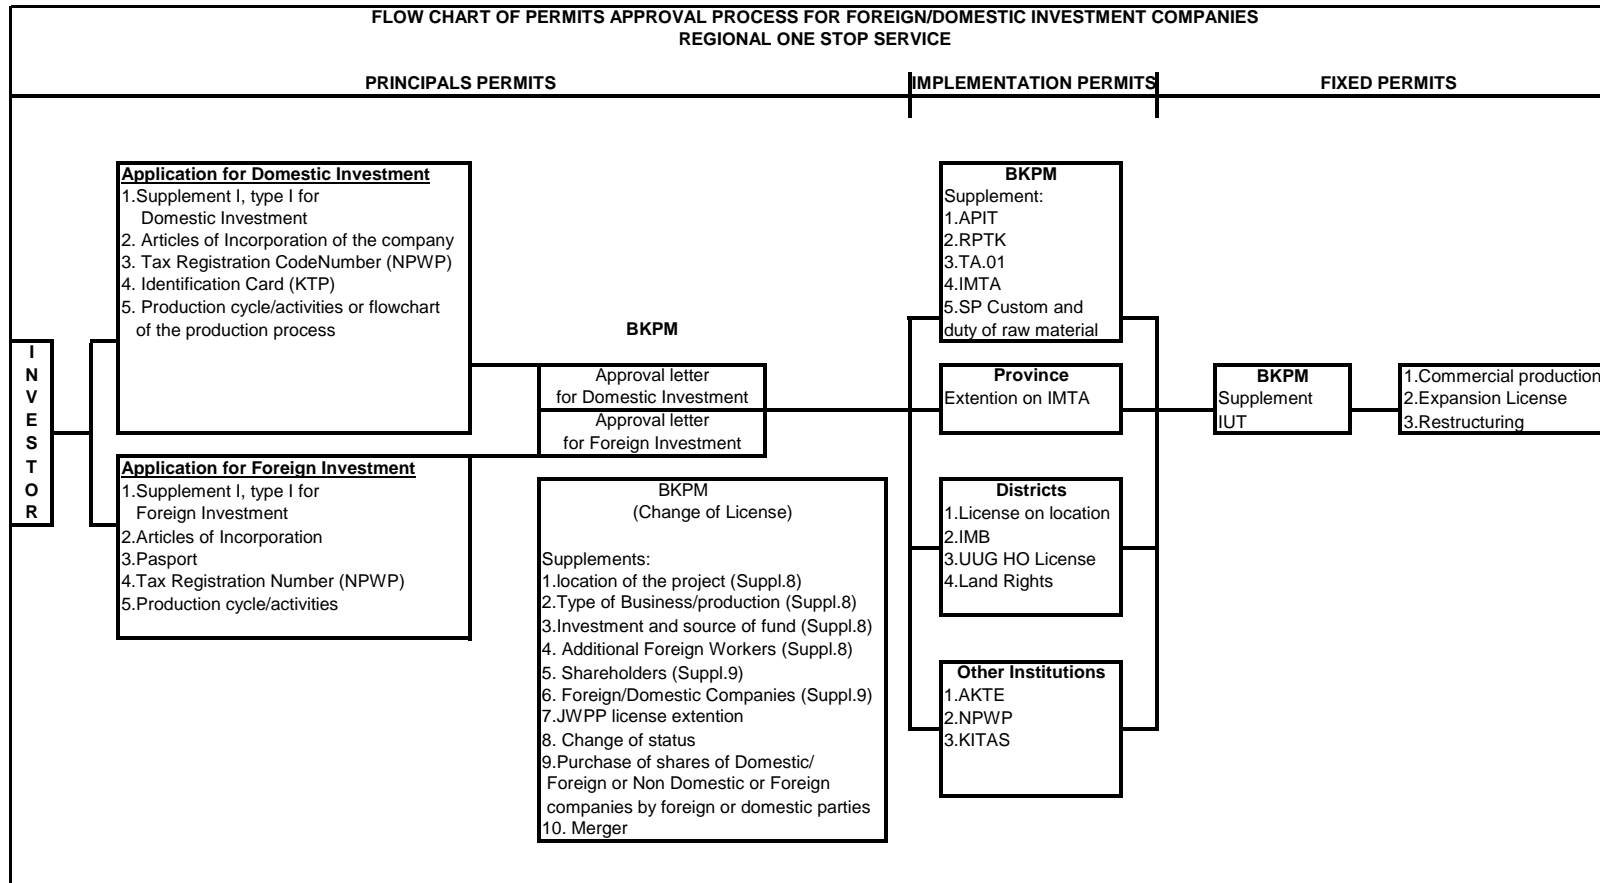 FLOW CHART OF PERMITS APPROVAL PROCESS FOR FOREIGN/DOMESTIC INVESTMENT COMPANIES
REGIONAL ONE STOP SERVICE
PRINCIPALS PERMITS
IMPLEMENTATION PERMITS
FIXED PERMITS
INVESTOR
Application for Domestic Investment
1.Supplement I, type I for
Domestic Investment
2. Articles of Incorporation of the company
3. Tax Registration CodeNumber (NPWP)
4. Identification Card (KTP)
5. Production cycle/activities or flowchart
of the production process
Application for Foreign Investment
1.Supplement I, type I for
Foreign Investment
2.Articles of Incorporation
3.Pasport
4.Tax Registration Number (NPWP)
5.Production cycle/activities
BKPM
Approval letter
for Domestic Investment
Approval letter
for Foreign Investment
BKPM
(Change of License)
Supplements:
1.location of the project (Suppl.8)
2.Type of Business/production (Suppl.8)
3.Investment and source of fund (Suppl.8)
4. Additional Foreign Workers (Suppl.8)
5. Shareholders (Suppl.9)
6. Foreign/Domestic Companies (Suppl.9)
7.JWPP license extention
8. Change of status
9.Purchase of shares of Domestic/
Foreign or Non Domestic or Foreign
companies by foreign or domestic parties
10. Merger
BKPM
Supplement:
1.APIT
2.RPTK
3.TA.01
4.IMTA
5.SP Custom and
duty of raw material
Province
Extention on IMTA
Districts
1.License on location
2.IMB
3.UUG HO License
4.Land Rights
Other Institutions
1.AKTE
2.NPWP
3.KITAS
BKPM
Supplement
IUT
1.Commercial production
2.Expansion License
3.Restructuring